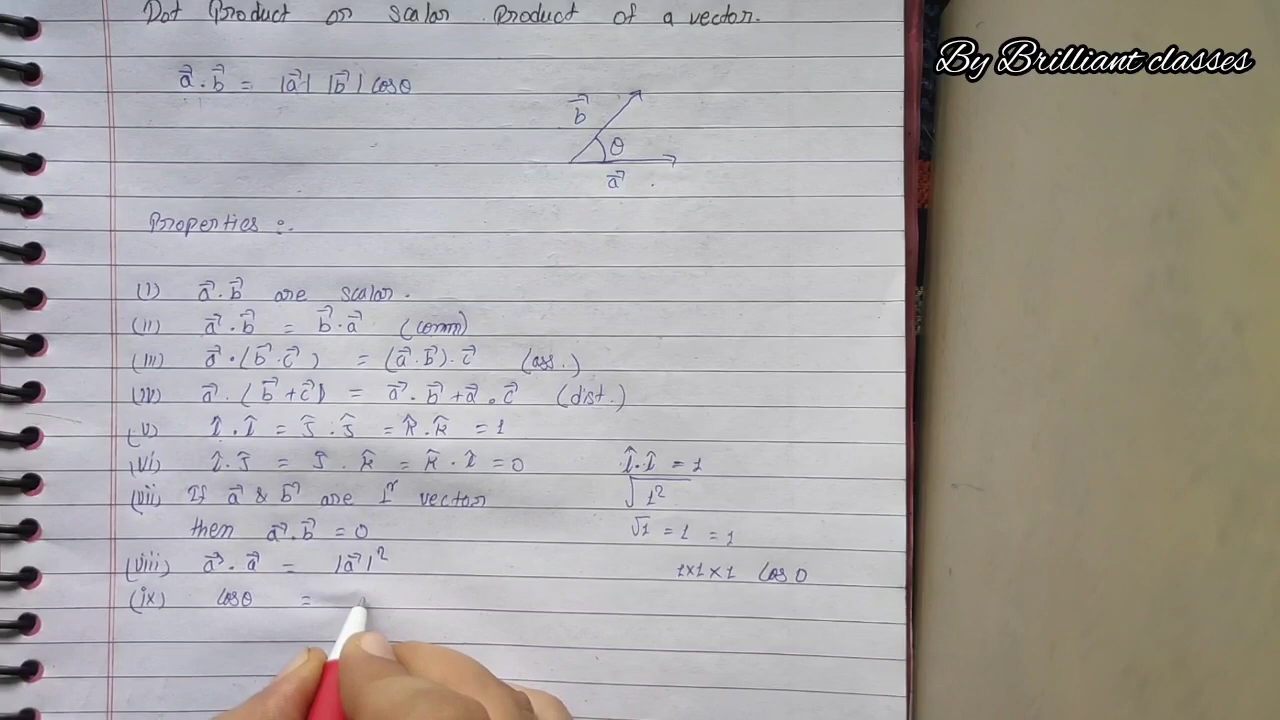 Dot Product or scalar Product of a vector.
By Brilliant classes
a⃗ . b⃗ = |a⃗| |b⃗| cosθ
b⃗
θ
a⃗
Properties :.
(i) a⃗ . b⃗ are scalar.
(ii) a⃗ . b⃗ = b⃗ . a⃗ (comm)
(iii) a⃗ . (b⃗ . c⃗) = (a⃗ . b⃗) . c⃗ (ass.)
(iv) a⃗ . (b⃗ + c⃗) = a⃗ . b⃗ + a⃗ . c⃗ (dist.)
(v) î . î = ĵ . ĵ = k̂ . k̂ = 1
(vi) î . ĵ = ĵ . k̂ = k̂ . î = 0
î . î = 1
(vii) If a⃗ & b⃗ are ⊥r vector
√1²
then a⃗ . b⃗ = 0
√1 = 1 = 1
(viii) a⃗ . a⃗ = |a⃗|²
1×1×1 Cos 0
(ix) cosθ =